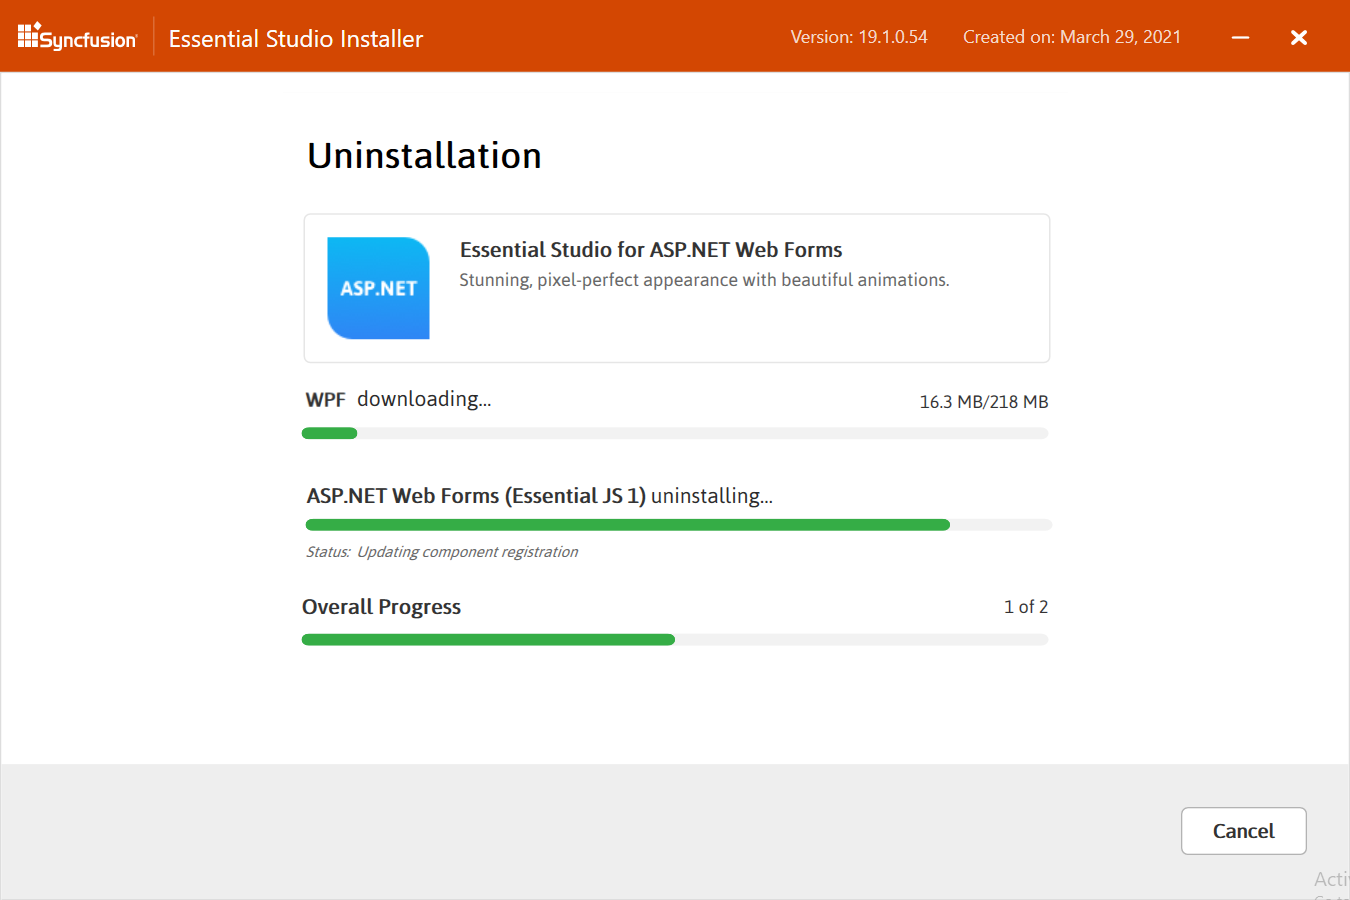 Syncfusion
Essential Studio Installer
Version: 19.1.0.54
Created on: March 29, 2021
Uninstallation
ASP.NET
Essential Studio for ASP.NET Web Forms
Stunning, pixel-perfect appearance with beautiful animations.
WPF downloading...
16.3 MB/218 MB
ASP.NET Web Forms (Essential JS 1) uninstalling...
Status: Updating component registration
Overall Progress
1 of 2
Cancel
Acti